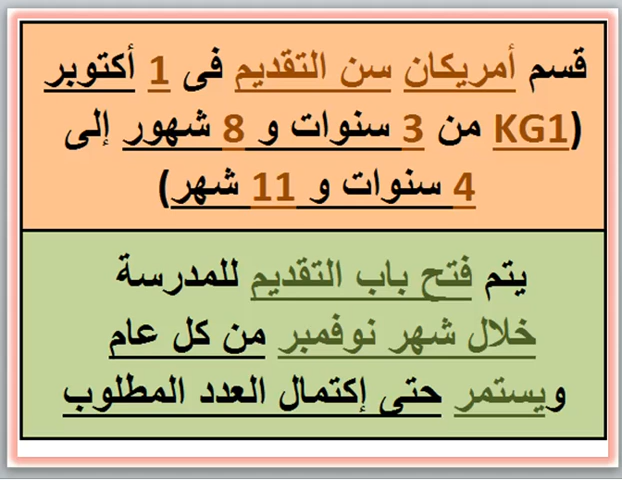 قسم أمريكان سن التقديم فى 1 أكتوبر
(KG1 من 3 سنوات و 8 شهور إلى
4 سنوات و 11 شهر)
يتم فتح باب التقديم للمدرسة
خلال شهر نوفمبر من كل عام
ويستمر حتى إكتمال العدد المطلوب